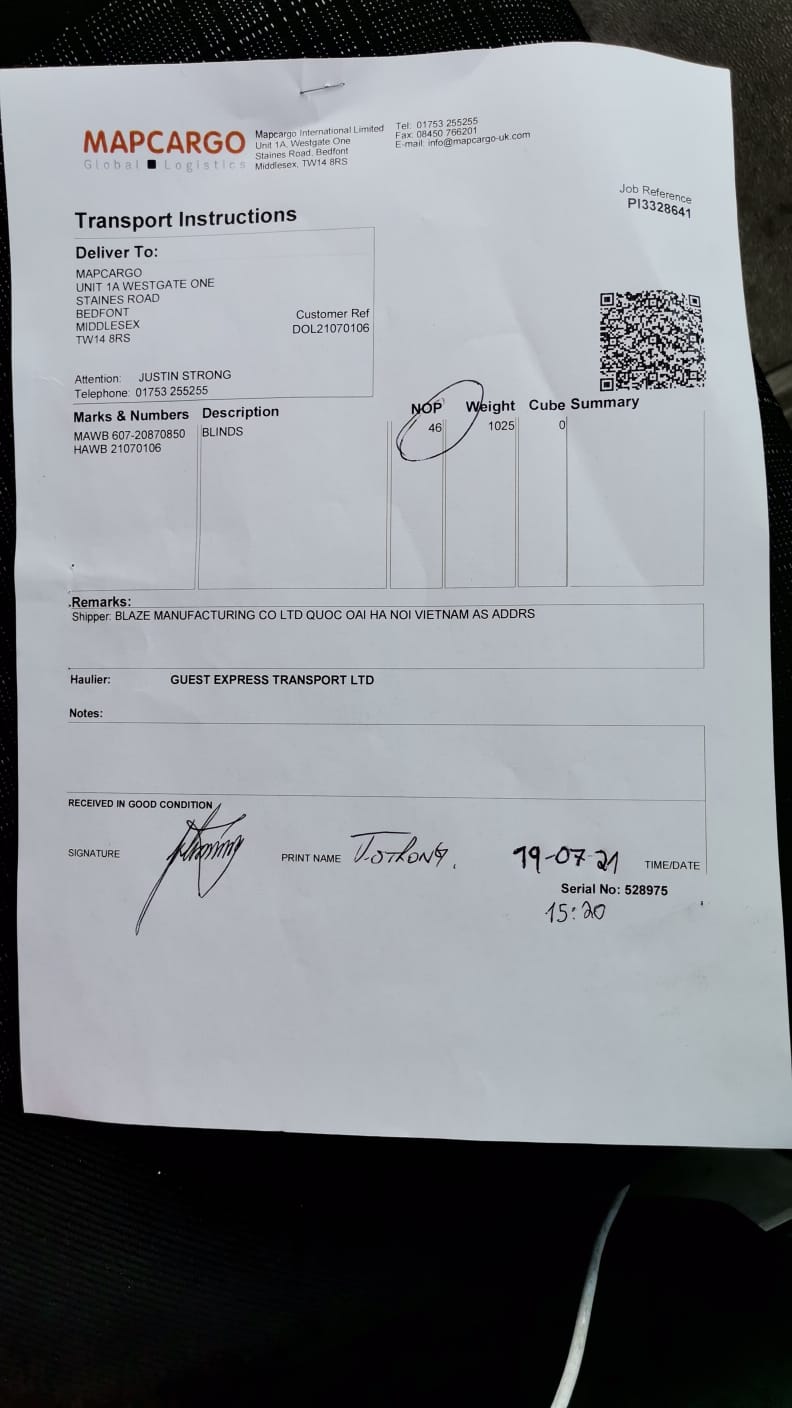 MAPCARGO
Global Logistics
Mapcargo International Limited
Unit 1A, Westgate One
Staines Road, Bedfont
Middlesex, TW14 8RS
Tel: 01753 255255
Fax: 08450 766201
E-mail: info@mapcargo-uk.com
Job Reference
PI3328641
Transport Instructions
Deliver To:
MAPCARGO
UNIT 1A WESTGATE ONE
STAINES ROAD
BEDFONT
MIDDLESEX
TW14 8RS
Customer Ref
DOL21070106
Attention: JUSTIN STRONG
Telephone: 01753 255255
Marks & Numbers Description NOP Weight Cube Summary
MAWB 607-20870850 BLINDS 46 1025 0
HAWB 21070106
Remarks:
Shipper: BLAZE MANUFACTURING CO LTD QUOC OAI HA NOI VIETNAM AS ADDRS
Haulier: GUEST EXPRESS TRANSPORT LTD
Notes:
RECEIVED IN GOOD CONDITION
SIGNATURE PRINT NAME 19-07-21 TIME/DATE
Serial No: 528975
15:20